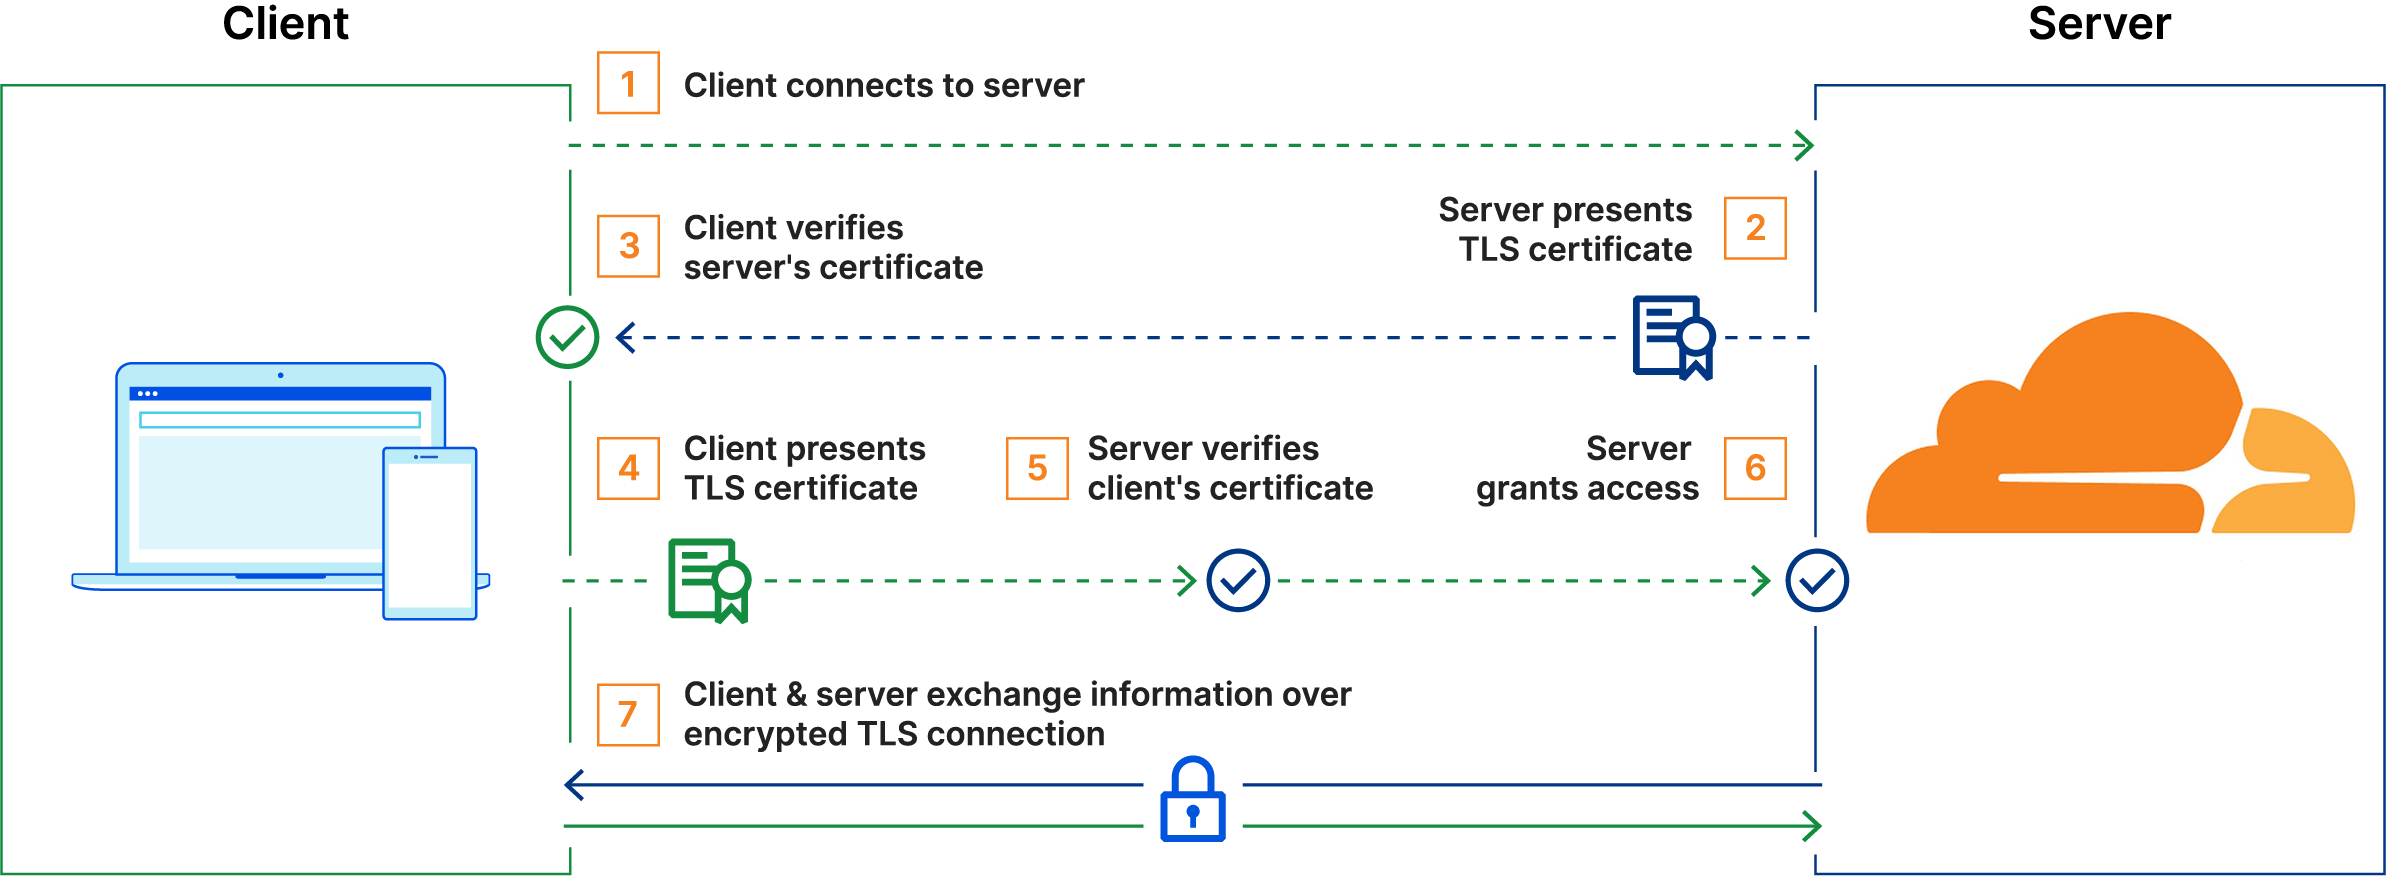 Client
Server
1
Client connects to server
2
Server presents
TLS certificate
3
Client verifies
server's certificate
4
Client presents
TLS certificate
5
Server verifies
client's certificate
6
Server
grants access
7
Client & server exchange information over
encrypted TLS connection